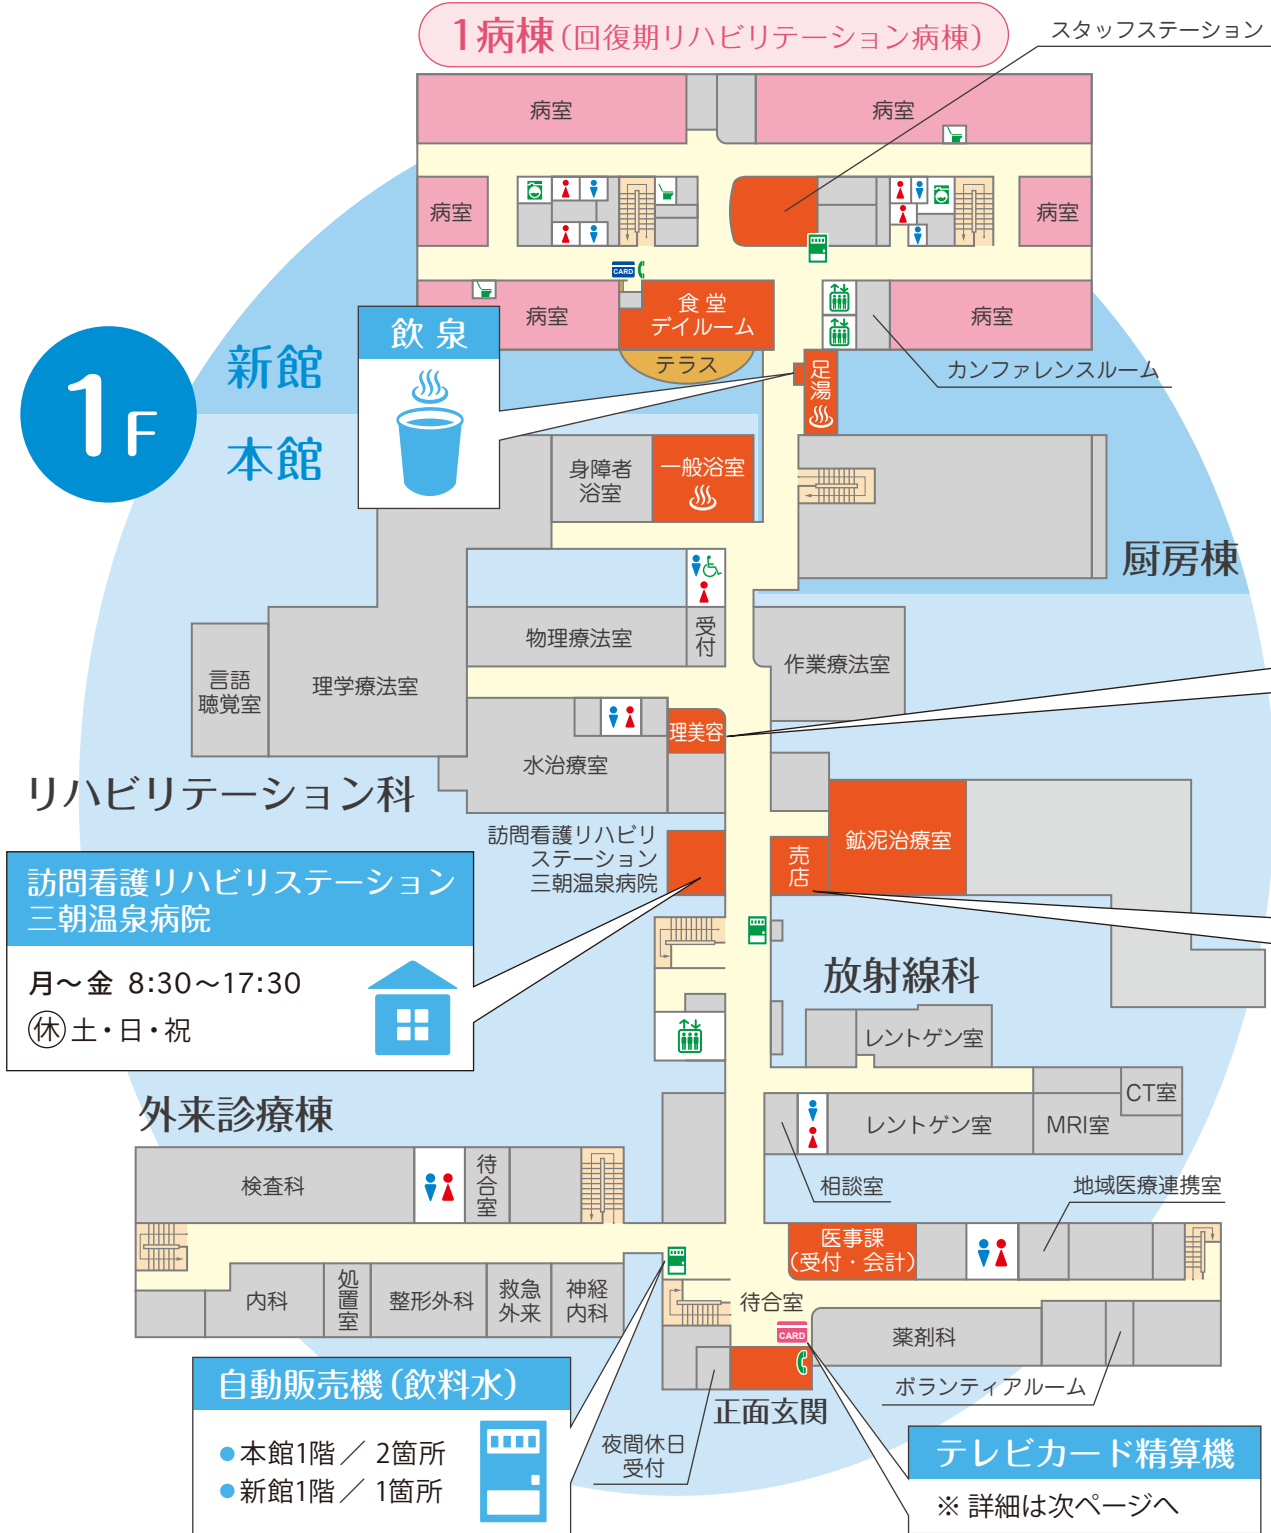 1病棟(回復期リハビリテーション病棟)
スタッフステーション
病室
病室
病室
病室
CARD
病室
食堂
デイルーム
病室
テラス
カンファレンスルーム
飲泉
足湯
1F
新館
本館
身障者
浴室
一般浴室
厨房棟
物理療法室
受付
作業療法室
言語
聴覚室
理学療法室
理美容
水治療室
リハビリテーション科
訪問看護リハビリ
ステーション
三朝温泉病院
売店
鉱泥治療室
訪問看護リハビリステーション
三朝温泉病院
月～金 8:30～17:30
休 土・日・祝
放射線科
レントゲン室
CT室
レントゲン室
MRI室
外来診療棟
検査科
待合室
相談室
地域医療連携室
医事課
(受付・会計)
内科
処置室
整形外科
救急
外来
神経
内科
待合室
CARD
薬剤科
ボランティアルーム
正面玄関
夜間休日
受付
自動販売機(飲料水)
●本館1階／2箇所
●新館1階／1箇所
テレビカード精算機
※ 詳細は次ページへ